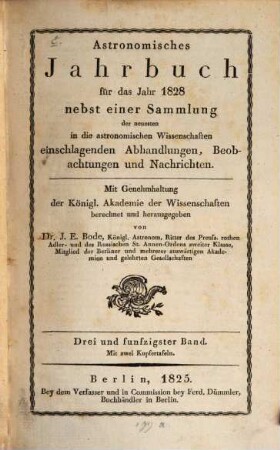 Astronomisches
Jahrbuch
für das Jahr 1828
nebst einer Sammlung
der neuesten
in die astronomischen Wissenschaften
einschlagenden Abhandlungen, Beob-
achtungen und Nachrichten.
Mit Genehmhaltung
der Königl. Akademie der Wissenschaften
berechnet und herausgegeben
von
Dr. J. E. Bode, Königl. Astronom, Ritter des Preuſs. rothen
Adler- und des Russischen St. Annen-Ordens zweiter Klasse,
Mitglied der Berliner und mehrerer auswärtigen Akade-
mien und gelehrten Gesellschaften
Drei und funfzigster Band.
Mit zwei Kupfertafeln.
Berlin, 1825.
Bey dem Verfasser und in Commission bey Ferd. Dümmler,
Buchhändler in Berlin.